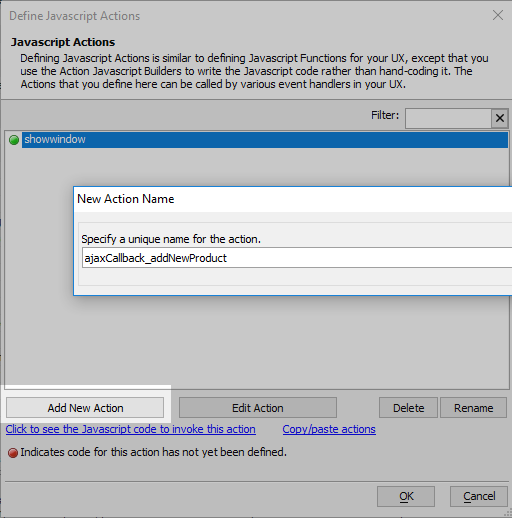 Define Javascript Actions
Javascript Actions
Defining Javascript Actions is similar to defining Javascript Functions for your UX, except that you
use the Action Javascript Builders to write the Javascript code rather than hand-coding it. The
Actions that you define here can be called by various event handlers in your UX.
Filter:
showwindow
New Action Name
Specify a unique name for the action.
ajaxCallback_addNewProduct
Add New Action Edit Action Delete Rename
Click to see the Javascript code to invoke this action Copy/paste actions
Indicates code for this action has not yet been defined.
OK Cancel